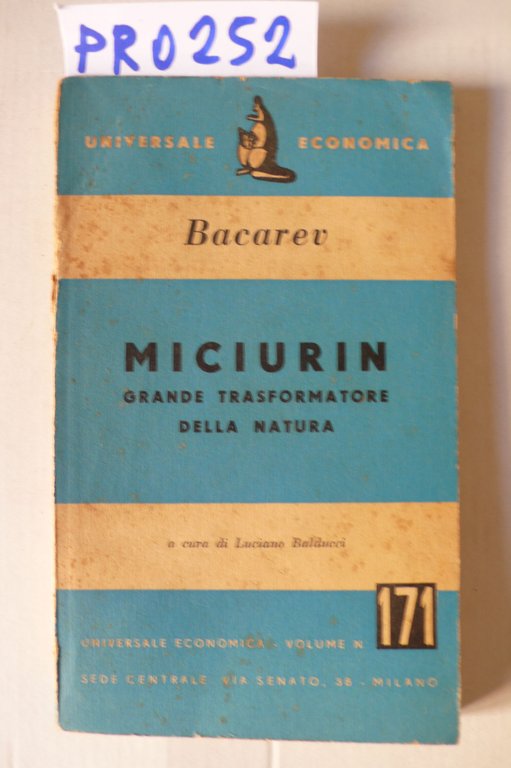 PRO252
UNIVERSALE ECONOMICA
Bacarev
MICIURIN
GRANDE TRASFORMATORE
DELLA NATURA
a cura di Luciano Balducci
171
UNIVERSALE ECONOMICA - VOLUME N.
SEDE CENTRALE VIA SENATO, 38 - MILANO